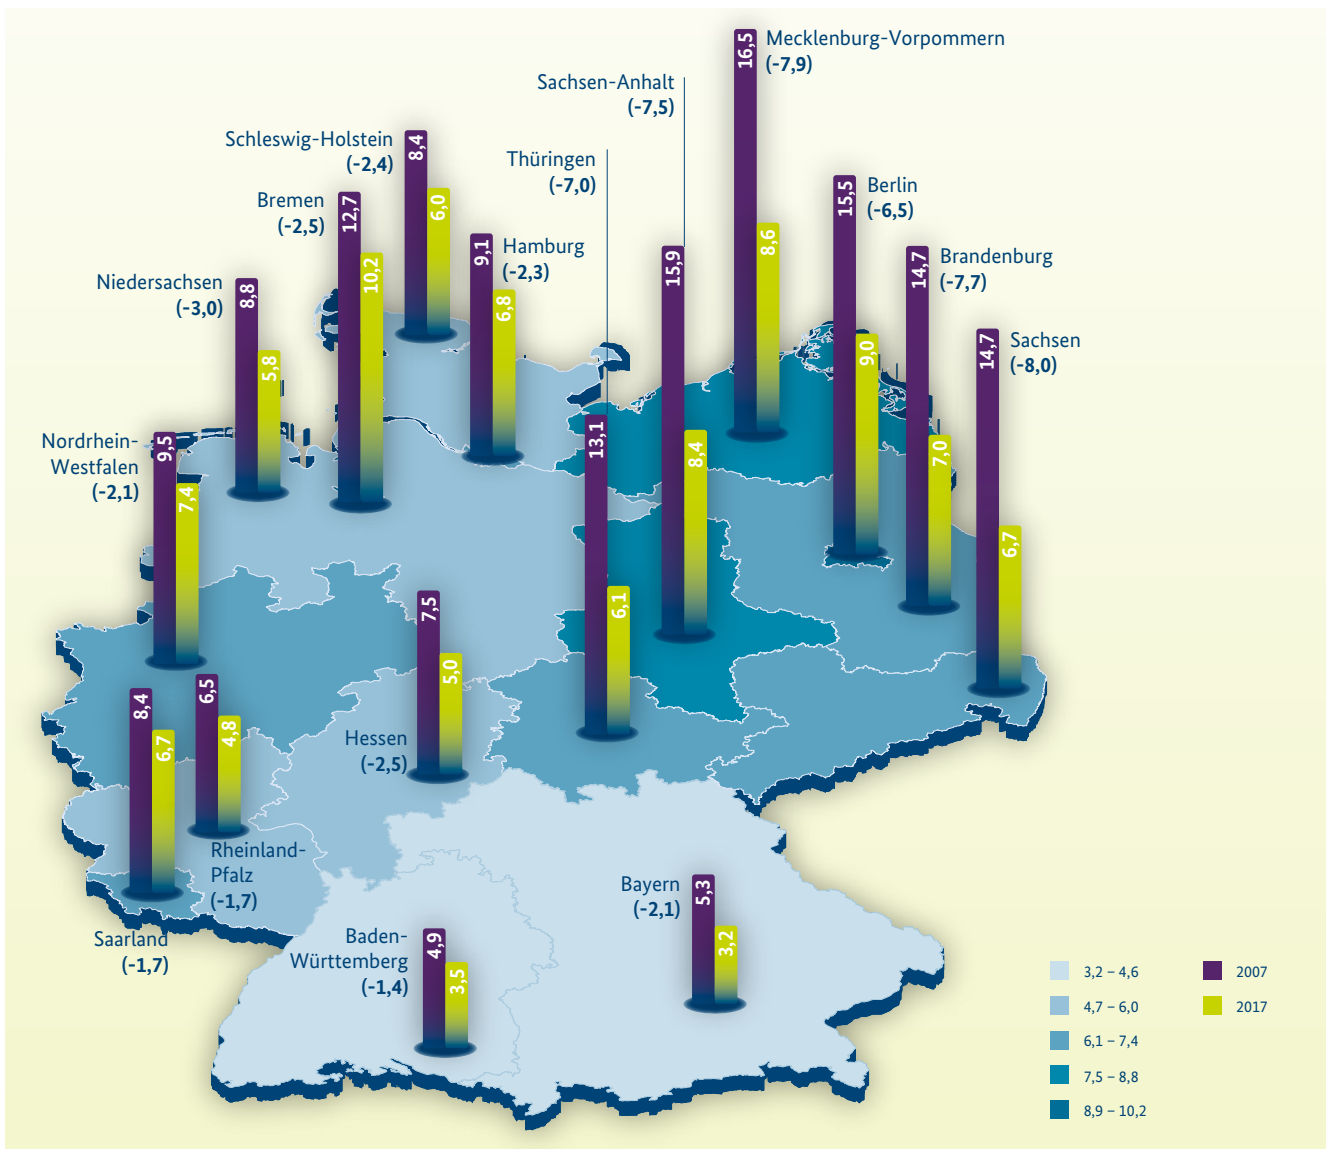 Mecklenburg-Vorpommern
(-7,9)
16,5
8,6
Sachsen-Anhalt
(-7,5)
15,9
8,4
Schleswig-Holstein
(-2,4)
8,4
6,0
Thüringen
(-7,0)
13,1
6,1
Bremen
(-2,5)
12,7
10,2
Berlin
(-6,5)
15,5
9,0
Hamburg
(-2,3)
9,1
6,8
Brandenburg
(-7,7)
14,7
7,0
Niedersachsen
(-3,0)
8,8
5,8
Sachsen
(-8,0)
14,7
6,7
Nordrhein-
Westfalen
(-2,1)
9,5
7,4
Hessen
(-2,5)
7,5
5,0
Rheinland-
Pfalz
(-1,7)
6,5
4,8
Saarland
(-1,7)
8,4
6,7
Baden-
Württemberg
(-1,4)
4,9
3,5
Bayern
(-2,1)
5,3
3,2
3,2 – 4,6
4,7 – 6,0
6,1 – 7,4
7,5 – 8,8
8,9 – 10,2
2007
2017